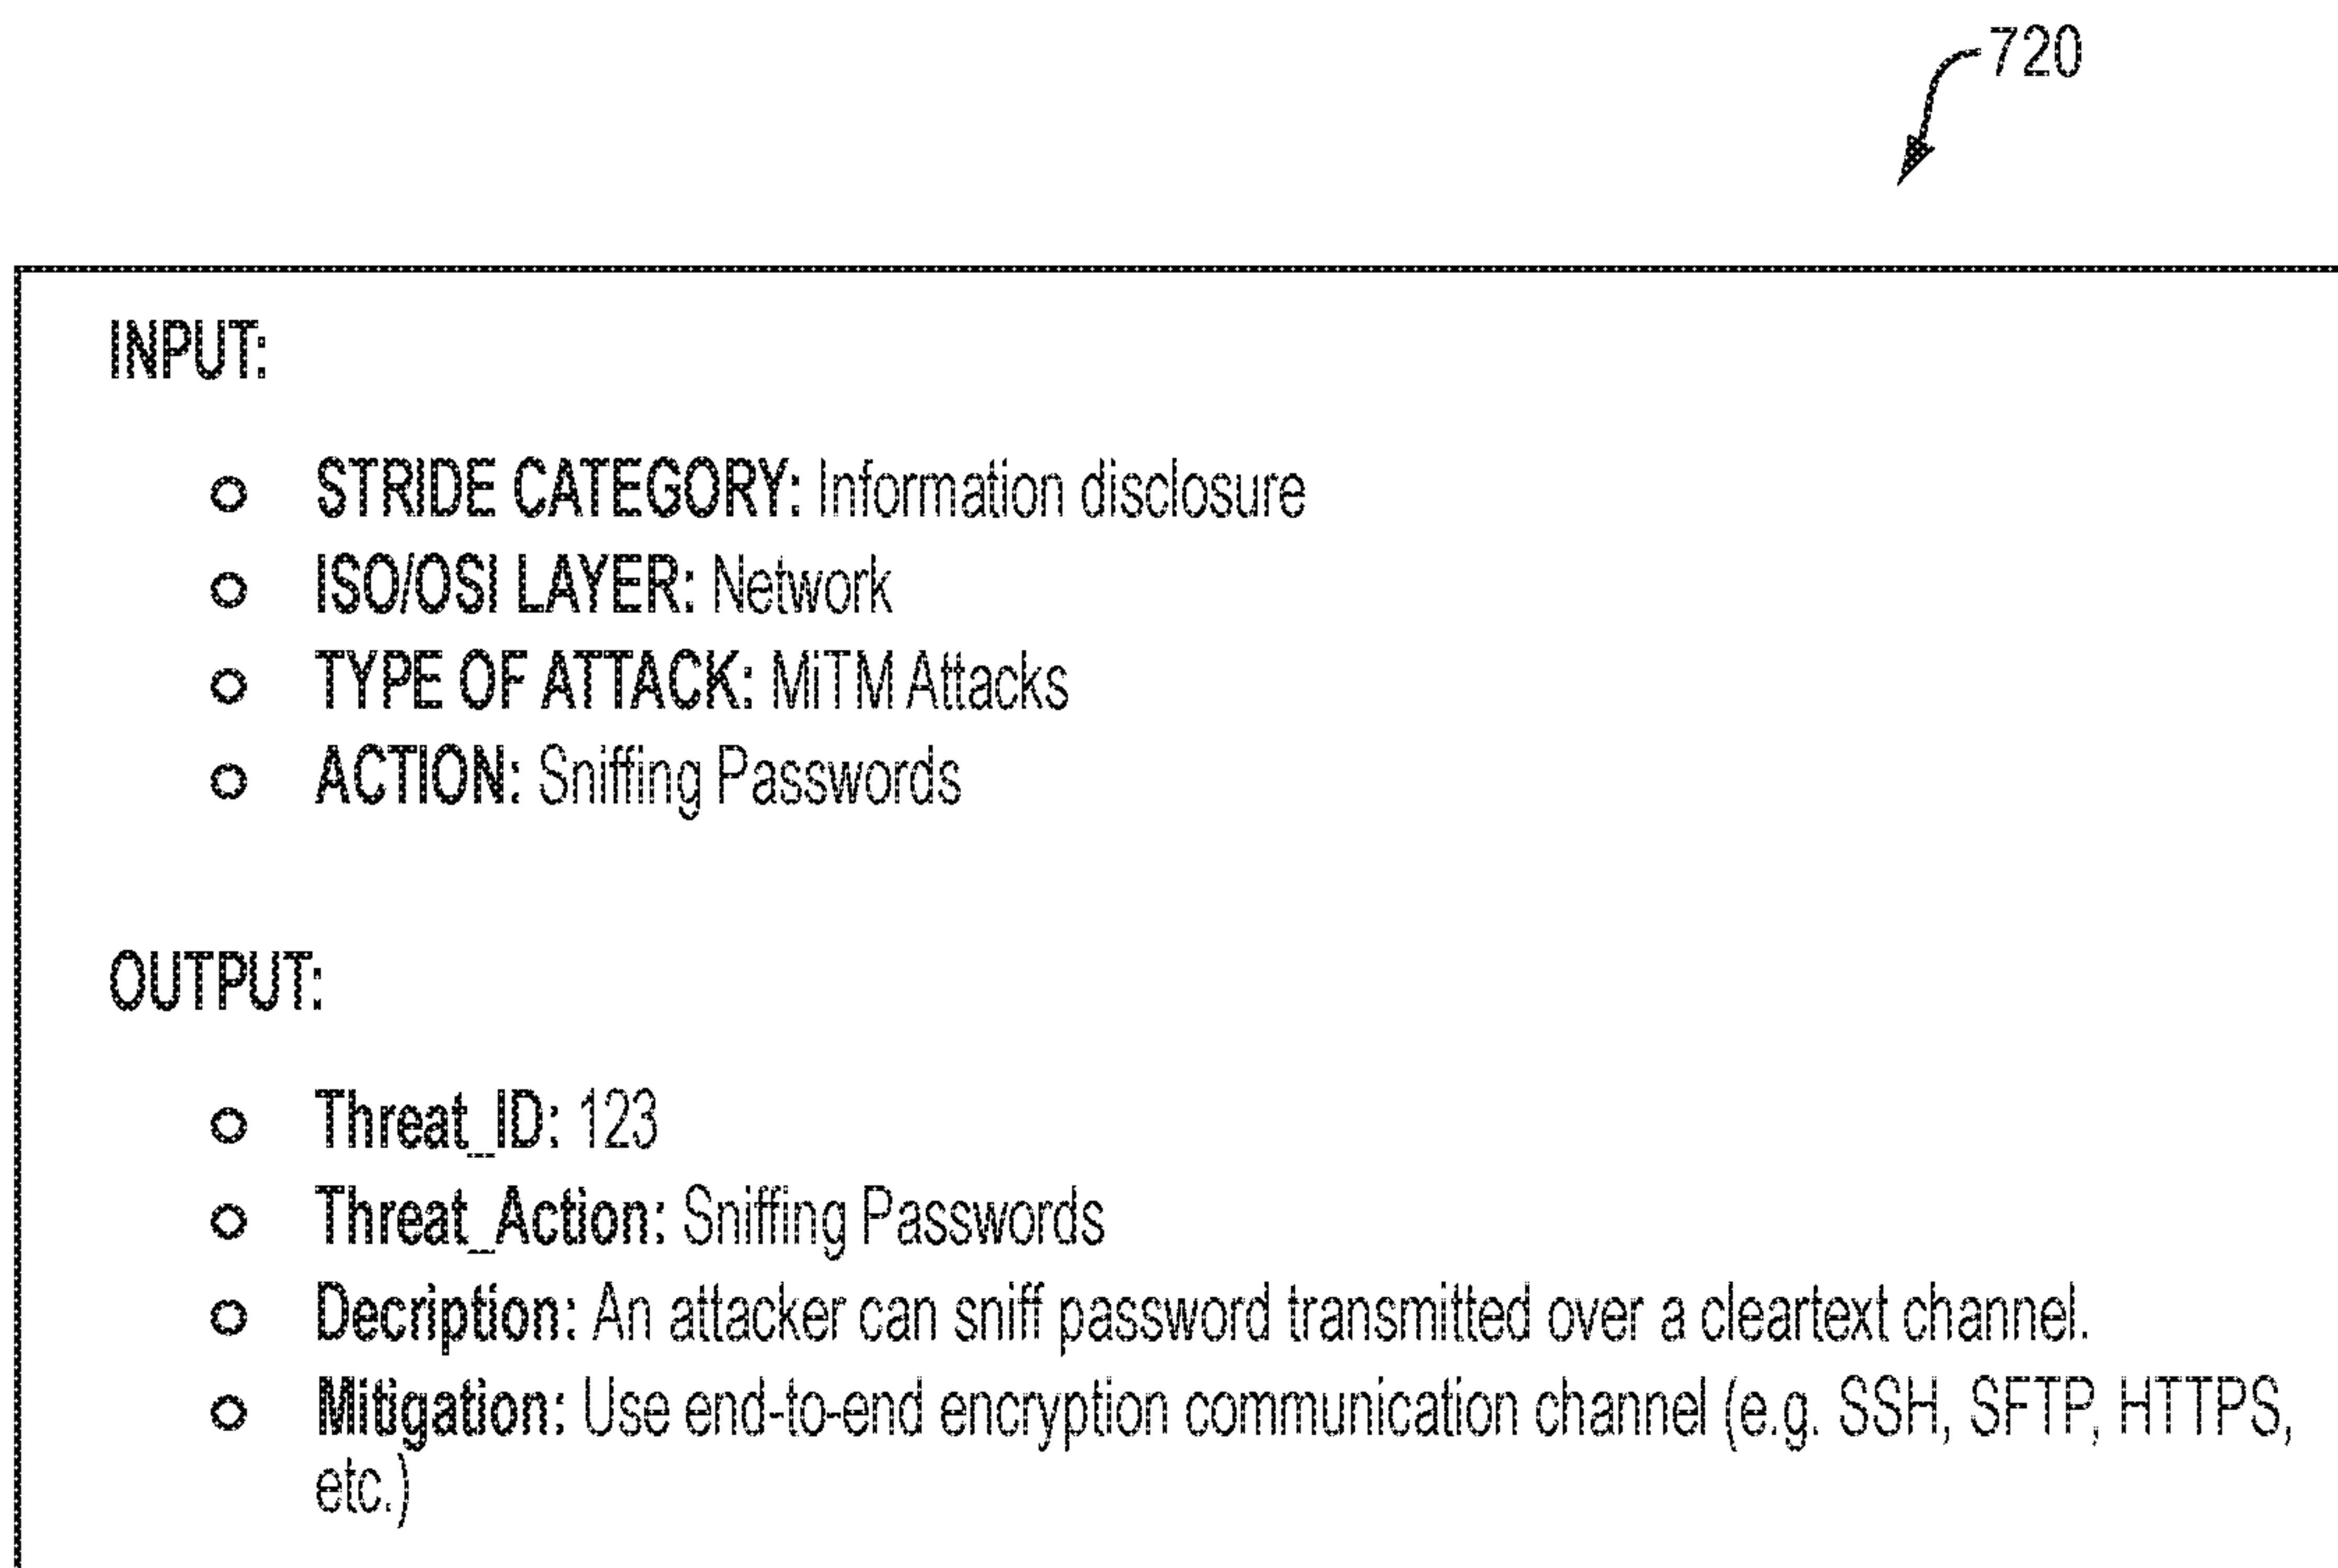 720
INPUT:
STRIDE CATEGORY: Information disclosure
ISO/OSI LAYER: Network
TYPE OF ATTACK: MiTM Attacks
ACTION: Sniffing Passwords
OUTPUT:
Threat_ID: 123
Threat_Action: Sniffing Passwords
Decription: An attacker can sniff password transmitted over a cleartext channel.
Mitigation: Use end-to-end encryption communication channel (e.g. SSH, SFTP, HTTPS,
etc.)